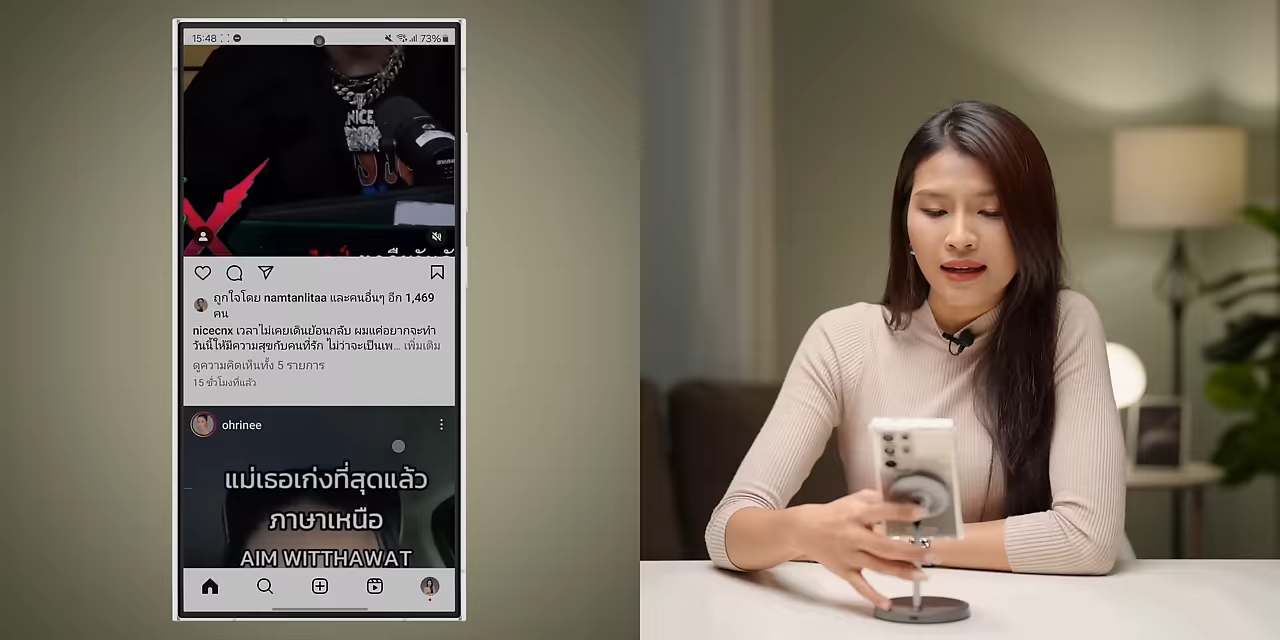 15:48
73%
NICE
ถูกใจโดย namtanlitaa และคนอื่นๆ อีก 1,469
คน
nicecnx เวลาไม่เคยเดินย้อนกลับ ผมแค่อยากจะทำ
วันนี้ให้มีความสุขกับคนที่รัก ไม่ว่าจะเป็นเพ... เพิ่มเติม
ดูความคิดเห็นทั้ง 5 รายการ
15 ชั่วโมงที่แล้ว
ohrinee
แม่เธอเก่งที่สุดแล้ว
ภาษาเหนือ
AIM WITTHAWAT